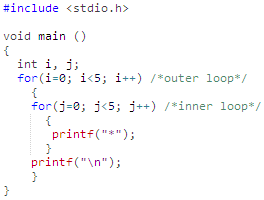 #include <stdio.h>
void main ()
{
int i, j;
for(i=0; i<5; i++) /*outer loop*/
{
for(j=0; j<5; j++) /*inner loop*/
{
printf("*");
}
printf("\n");
}
}